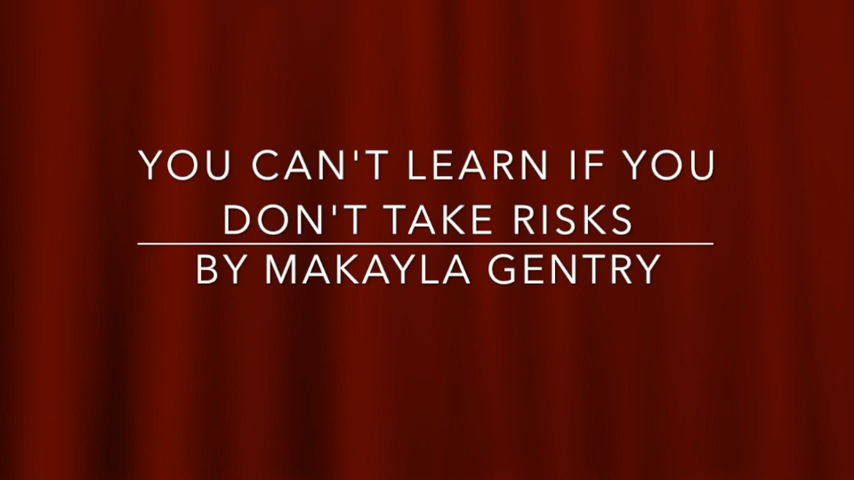 YOU CAN'T LEARN IF YOU
DON'T TAKE RISKS
BY MAKAYLA GENTRY